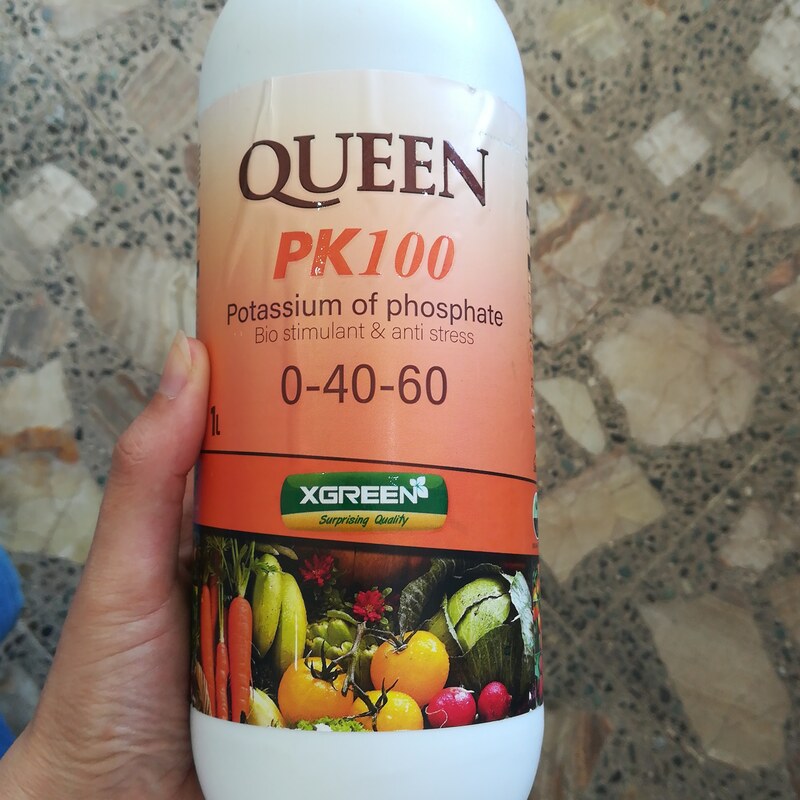 QUEEN
PK100
Potassium of phosphate
Bio stimulant & anti stress
0-40-60
1L
XGREEN
Surprising Quality